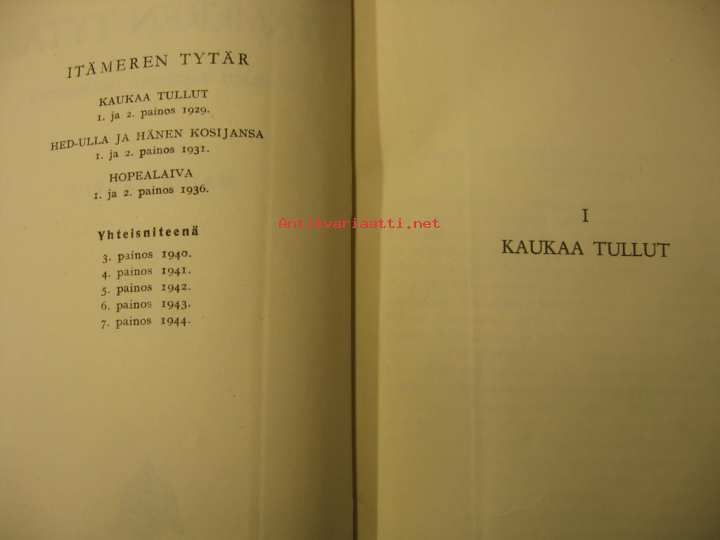 ITÄMEREN TYTÄR
KAUKAA TULLUT
1. ja 2. painos 1929.
HED-ULLA JA HÄNEN KOSIJANSA
1. ja 2. painos 1931.
HOPEALAIVA
1. ja 2. painos 1936.
Yhteisniteenä
3. painos 1940.
4. painos 1941.
5. painos 1942.
6. painos 1943.
7. painos 1944.
Antikvariaatti.net
I
KAUKAA TULLUT